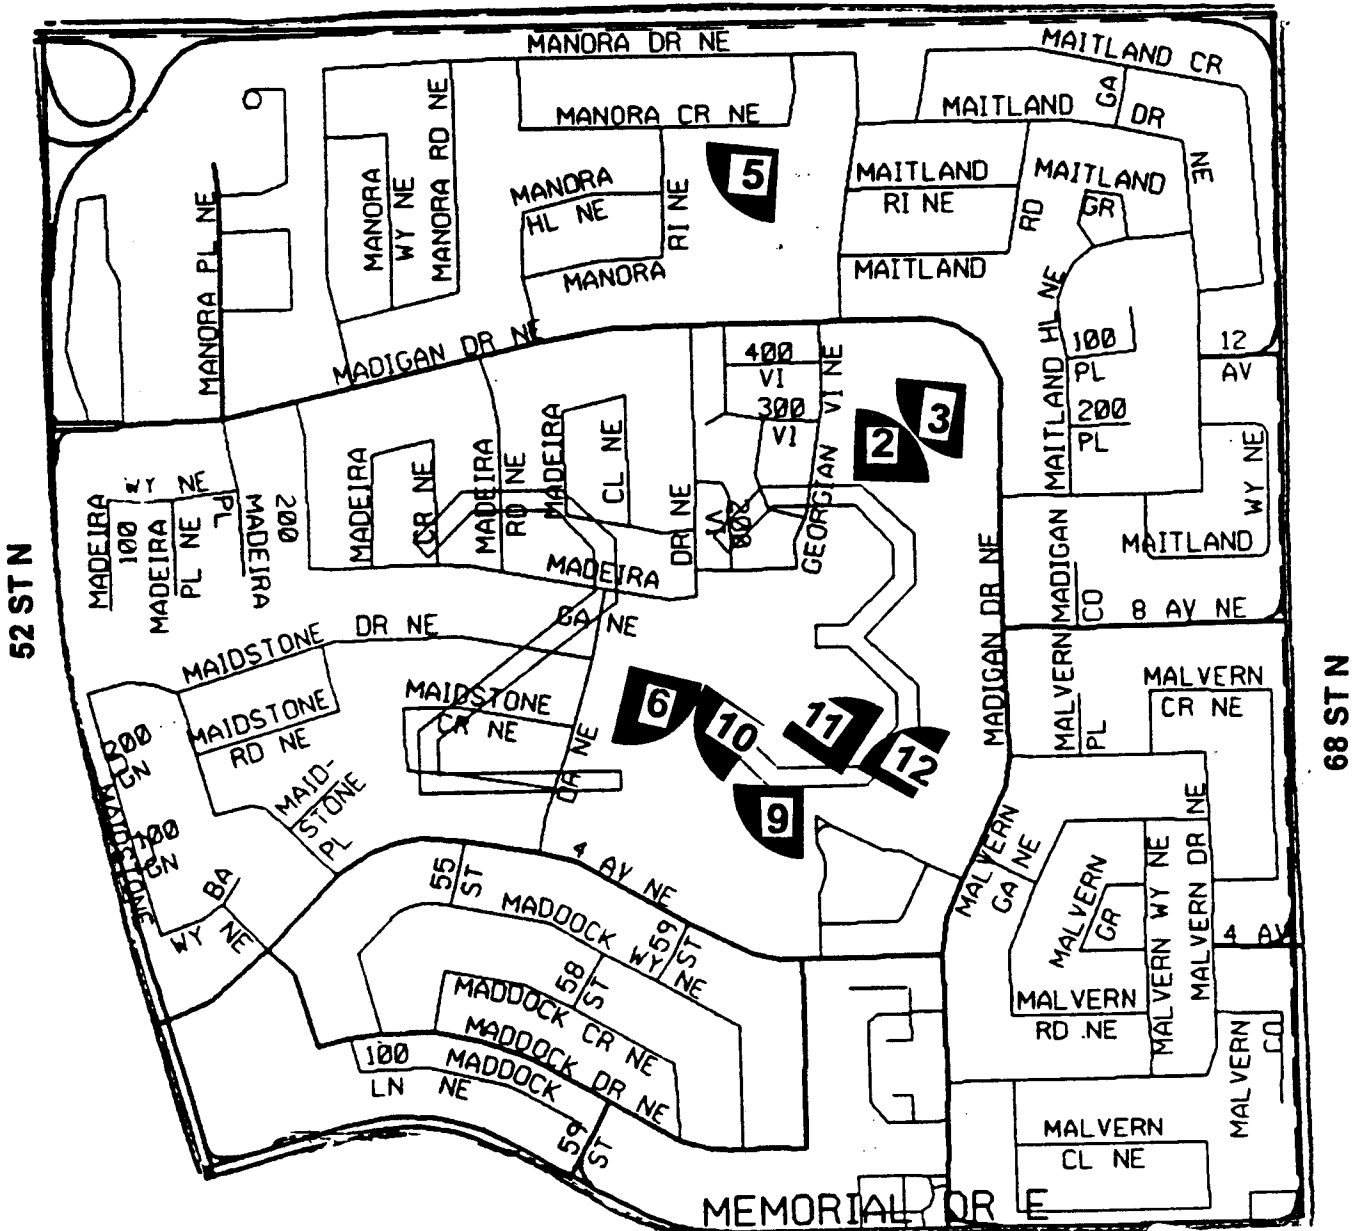 MANORA DR NE
MAITLAND CR
GA
MAITLAND
DR
NE
MANORA CR NE
MANORA RD NE
MANORA
WY NE
MANORA
HL NE
RI NE
MANORA
5
MAITLAND
RI NE
RD
MAITLAND
GR
MAITLAND
MANORA PL NE
MADIGAN DR NE
MAITLAND HL NE
100
PL
200
PL
12
AV
400
VI
300
VI
200
VI
GEORGIAN VI NE
3
2
MADEIRA
CR NE
MADEIRA
RD NE
MADEIRA
CL NE
DR NE
MADEIRA
GA NE
WY NE
MADEIRA
100
MADEIRA
PL NE
PL
MADEIRA
200
52 ST N
68 ST N
WY NE
MAITLAND
MADIGAN
CO
8 AV NE
MADIGAN DR NE
MALVERN
PL
MALVERN
CR NE
MAIDSTONE DR NE
MAIDSTONE
RD NE
MAIDSTONE
CR NE
DR NE
MAID-
STONE
PL
200
GN
100
GN
MAIDSTONE
BA
WY NE
6
10
11
12
9
4 AV NE
MALVERN
GA NE
MALVERN
GR
MALVERN WY NE
MALVERN DR NE
4 AV
MALVERN
RD NE
MALVERN
CO
MALVERN
CL NE
55
ST
MADDOCK WY NE
59
ST
58
ST
MADDOCK CR NE
MADDOCK DR NE
100 MADDOCK
LN NE
59
ST
MEMORIAL DR E